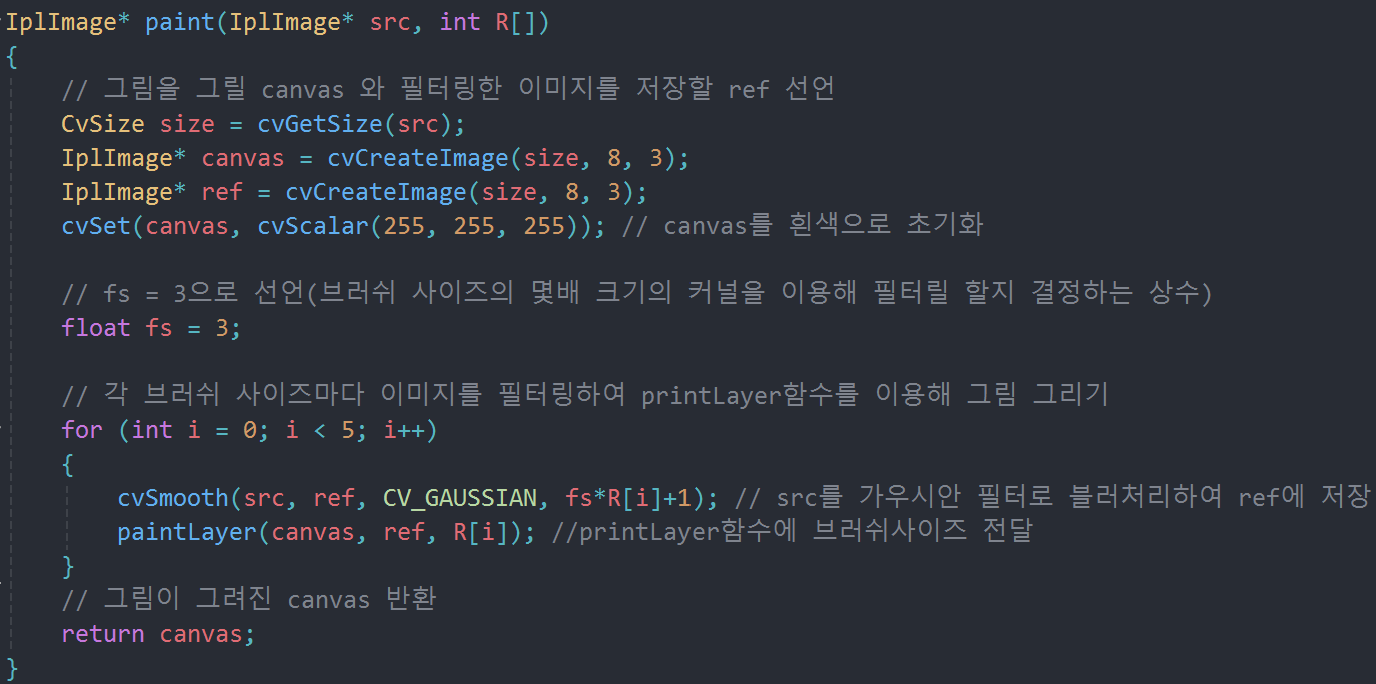 IplImage* paint(IplImage* src, int R[])
{
// 그림을 그릴 canvas 와 필터링한 이미지를 저장할 ref 선언
CvSize size = cvGetSize(src);
IplImage* canvas = cvCreateImage(size, 8, 3);
IplImage* ref = cvCreateImage(size, 8, 3);
cvSet(canvas, cvScalar(255, 255, 255)); // canvas를 흰색으로 초기화
// fs = 3으로 선언(브러쉬 사이즈의 몇배 크기의 커널을 이용해 필터릴 할지 결정하는 상수)
float fs = 3;
// 각 브러쉬 사이즈마다 이미지를 필터링하여 printLayer함수를 이용해 그림 그리기
for (int i = 0; i < 5; i++)
{
cvSmooth(src, ref, CV_GAUSSIAN, fs*R[i]+1); // src를 가우시안 필터로 블러처리하여 ref에 저장
paintLayer(canvas, ref, R[i]); //printLayer함수에 브러쉬사이즈 전달
}
// 그림이 그려진 canvas 반환
return canvas;
}